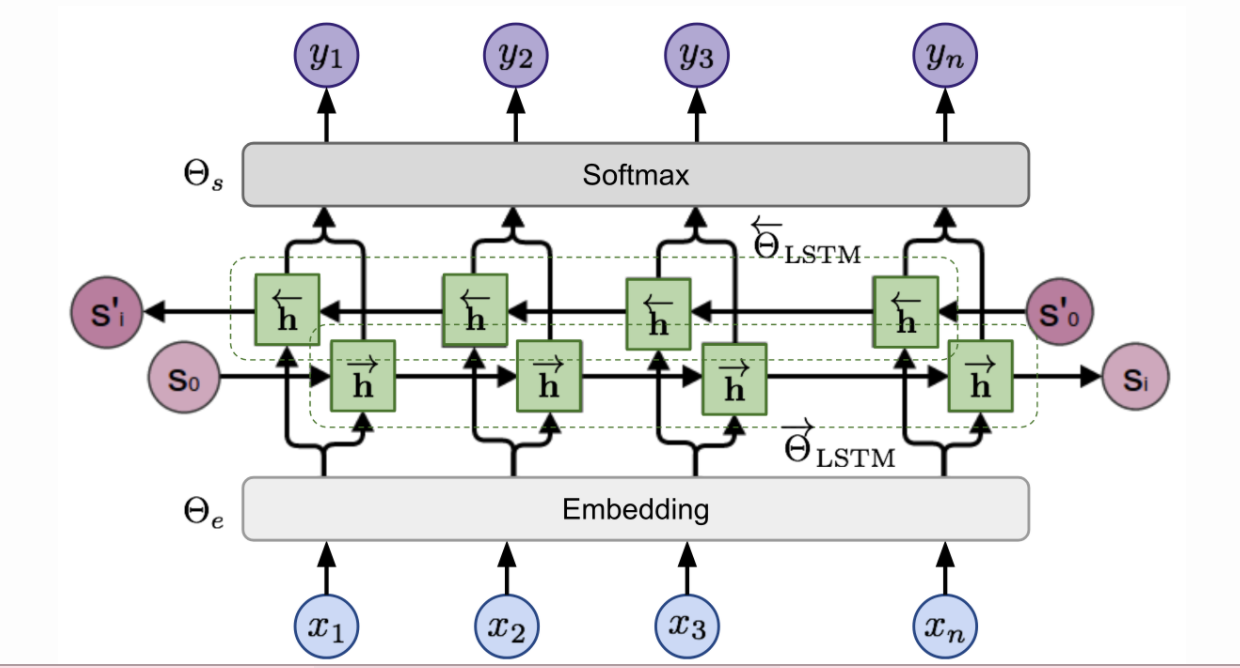 y₁ y₂ y₃ yₙ
Θₛ Softmax
←Θ LSTM
S'ᵢ ←h ←h ←h ←h S'₀
S₀ →h →h →h →h Sᵢ
→Θ LSTM
Θₑ Embedding
x₁ x₂ x₃ xₙ